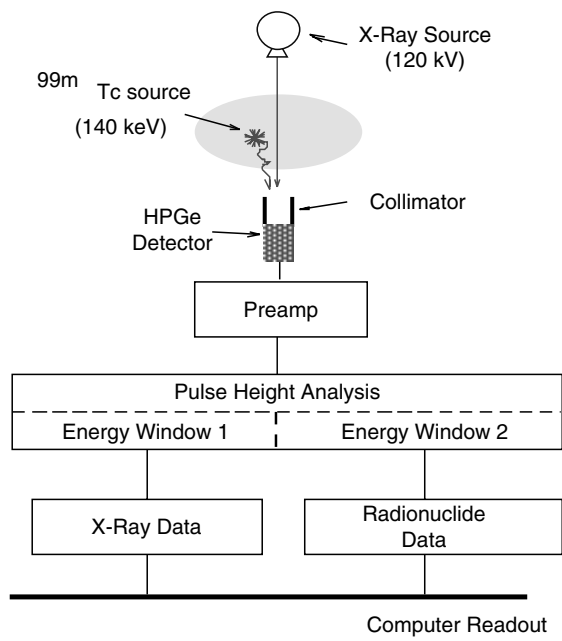 X-Ray Source
(120 kV)
99m
Tc source
(140 keV)
Collimator
HPGe
Detector
Preamp
Pulse Height Analysis
Energy Window 1
Energy Window 2
X-Ray Data
Radionuclide
Data
Computer Readout